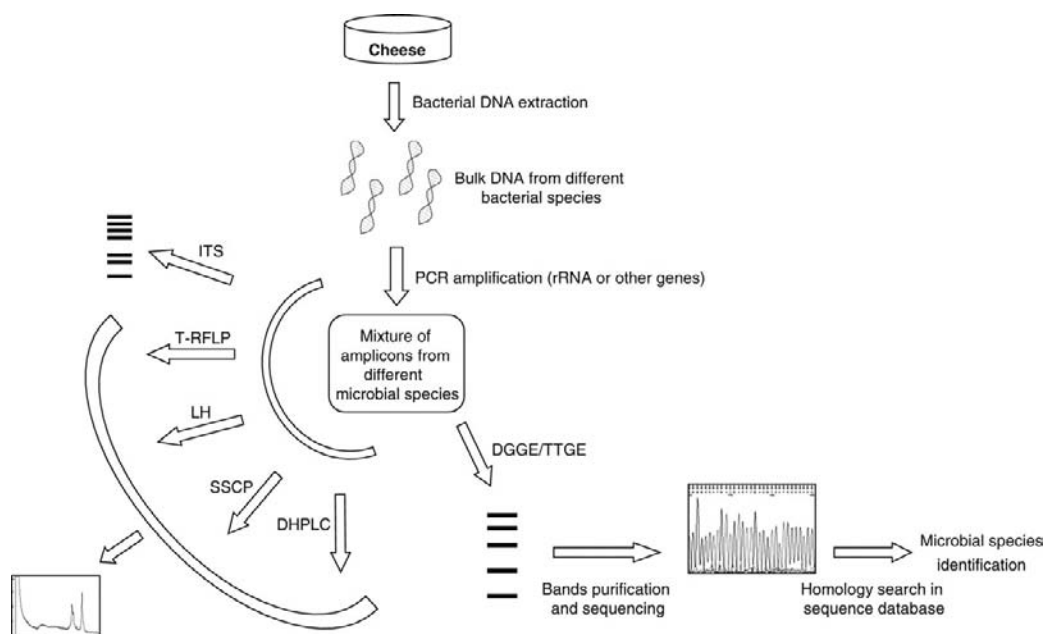 Cheese
Bacterial DNA extraction
Bulk DNA from different
bacterial species
PCR amplification (rRNA or other genes)
Mixture of
amplicons from
different
microbial species
ITS
T-RFLP
LH
SSCP
DHPLC
DGGE/TTGE
Bands purification
and sequencing
Homology search in
sequence database
Microbial species
identification